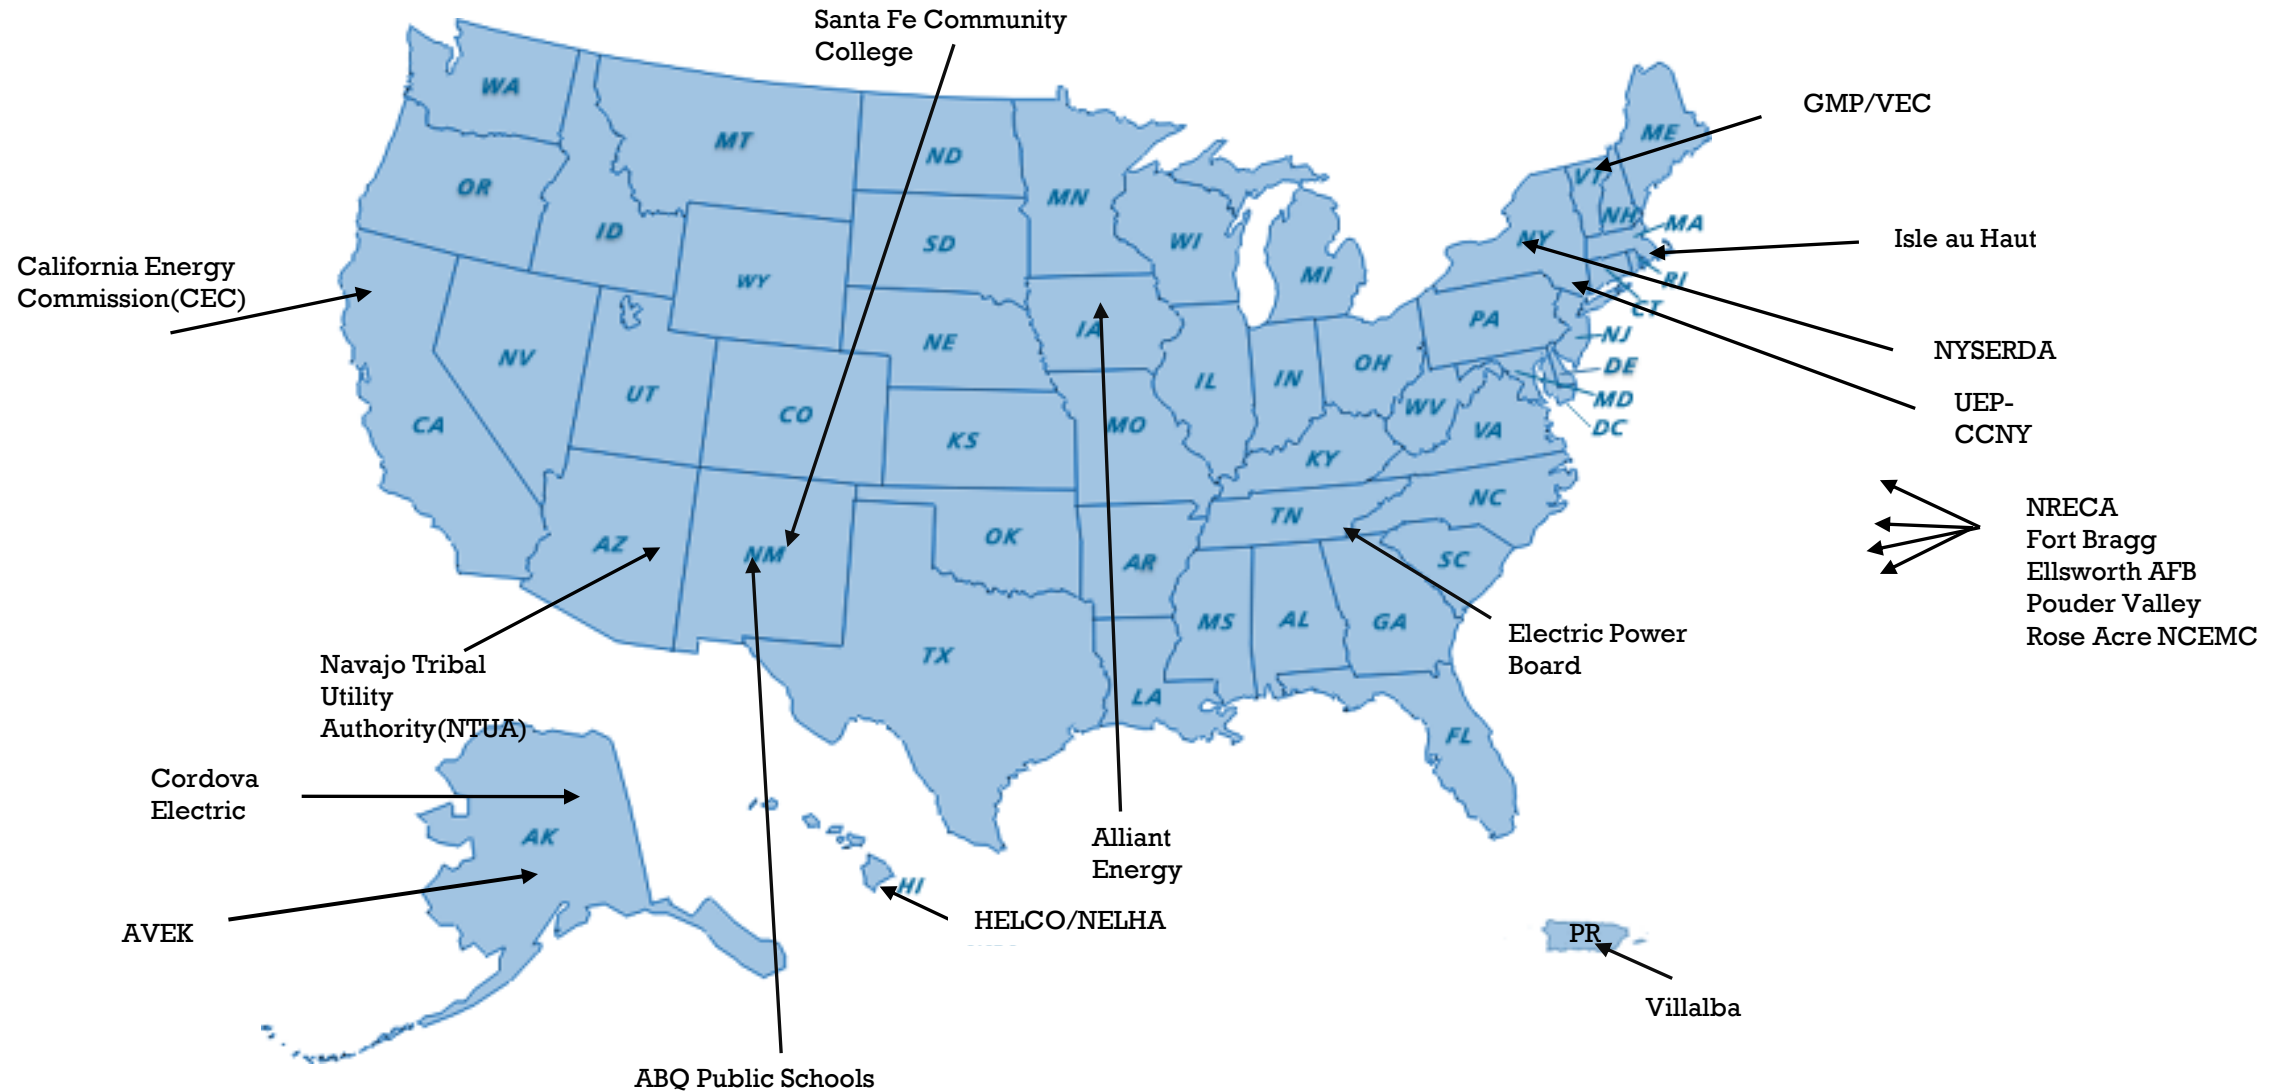 Santa Fe Community
College
WA
MT
ND
MN
ME
GMP/VEC
VT
OR
ID
SD
WI
MI
NH
MA
NY
Isle au Haut
California Energy
Commission(CEC)
WY
RI
CT
IA
PA
NE
NJ
NYSERDA
NV
UT
CO
IL
IN
OH
DE
WV
MD
UEP-
CCNY
CA
KS
MO
VA
DC
KY
NC
NRECA
Fort Bragg
Ellsworth AFB
Pouder Valley
Rose Acre NCEMC
TN
AZ
NM
OK
AR
SC
MS
AL
GA
Electric Power
Board
TX
LA
Navajo Tribal
Utility
Authority(NTUA)
FL
Cordova
Electric
AK
Alliant
Energy
HI
HELCO/NELHA
AVEK
PR
Villalba
ABQ Public Schools